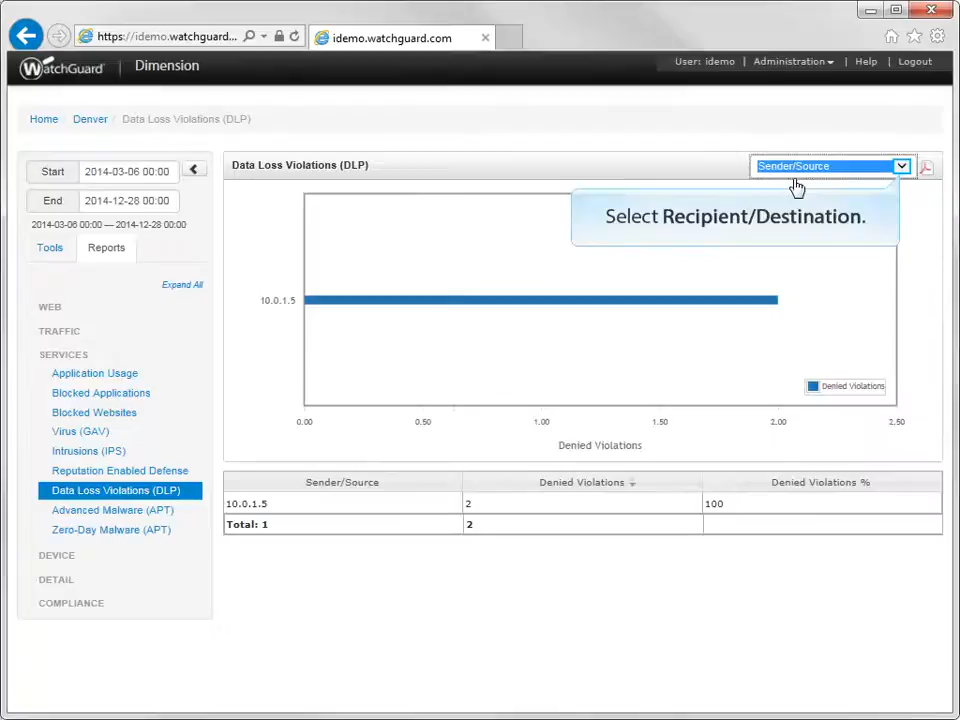 https://idemo.watchguard....
idemo.watchguard.com
WatchGuard
Dimension
User: idemo | Administration | Help | Logout
Home / Denver / Data Loss Violations (DLP)
Start 2014-03-06 00:00
End 2014-12-28 00:00
2014-03-06 00:00 — 2014-12-28 00:00
Tools Reports
Expand All
WEB
TRAFFIC
SERVICES
Application Usage
Blocked Applications
Blocked Websites
Virus (GAV)
Intrusions (IPS)
Reputation Enabled Defense
Data Loss Violations (DLP)
Advanced Malware (APT)
Zero-Day Malware (APT)
DEVICE
DETAIL
COMPLIANCE
Data Loss Violations (DLP)
Sender/Source
Select Recipient/Destination.
10.0.1.5
Denied Violations
0.00 0.50 1.00 1.50 2.00 2.50
Denied Violations
Sender/Source Denied Violations Denied Violations %
10.0.1.5 2 100
Total: 1 2